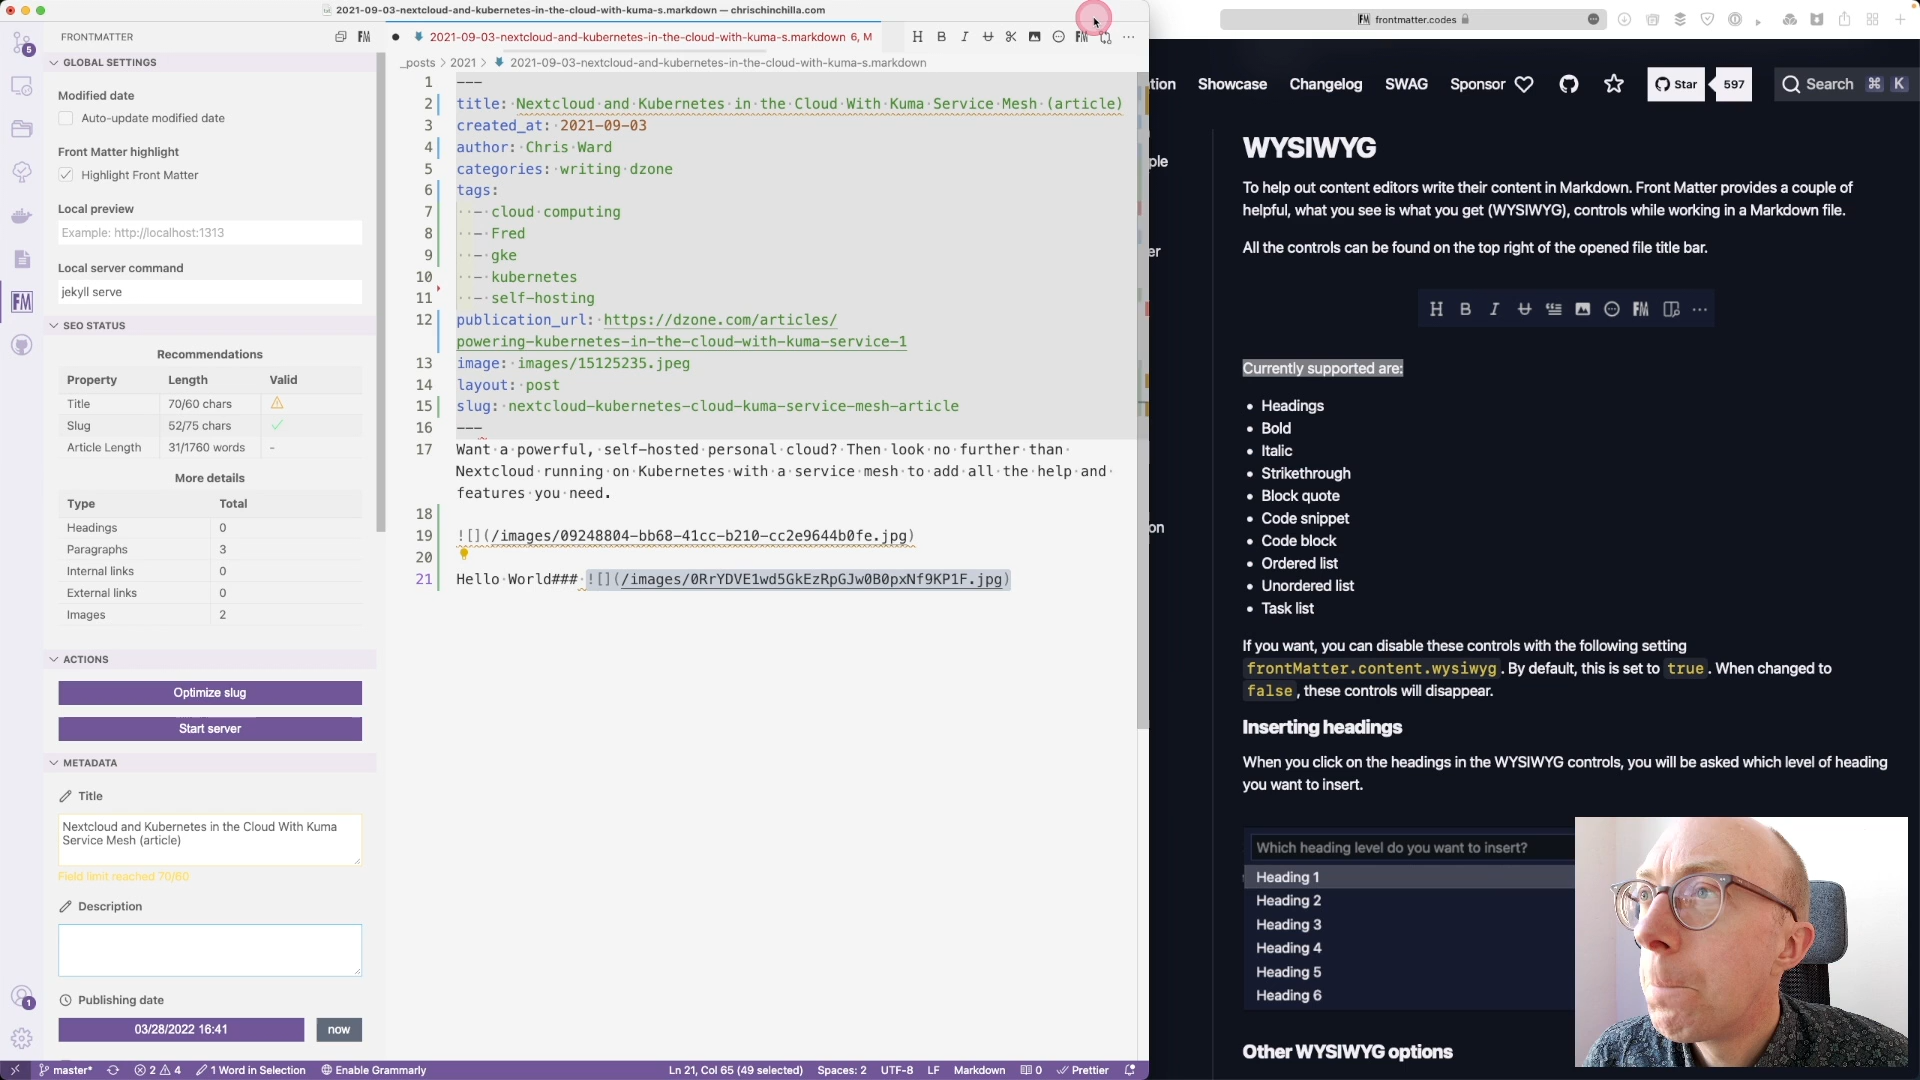 2021-09-03-nextcloud-and-kubernetes-in-the-cloud-with-kuma-s.markdown — chrischinchilla.com
FRONTMATTER
FM
5
GLOBAL SETTINGS
Modified date
Auto-update modified date
Front Matter highlight
Highlight Front Matter
Local preview
Example: http://localhost:1313
Local server command
jekyll serve
FM
SEO STATUS
Recommendations
Property Length Valid
Title 70/60 chars
Slug 52/75 chars
Article Length 31/1760 words -
More details
Type Total
Headings 0
Paragraphs 3
Internal links 0
External links 0
Images 2
ACTIONS
Optimize slug
Start server
METADATA
Title
Nextcloud and Kubernetes in the Cloud With Kuma
Service Mesh (article)
Field limit reached 70/60
Description
Publishing date
03/28/2022 16:41 now
1
2021-09-03-nextcloud-and-kubernetes-in-the-cloud-with-kuma-s.markdown 6, M
H B I FM
_posts > 2021 > 2021-09-03-nextcloud-and-kubernetes-in-the-cloud-with-kuma-s.markdown
1 ---
2 title: Nextcloud and Kubernetes in the Cloud With Kuma Service Mesh (article)
3 created_at: 2021-09-03
4 author: Chris Ward
5 categories: writing dzone
6 tags:
7 - cloud computing
8 - Fred
9 - gke
10 - kubernetes
11 - self-hosting
12 publication_url: https://dzone.com/articles/
powering-kubernetes-in-the-cloud-with-kuma-service-1
13 image: images/15125235.jpeg
14 layout: post
15 slug: nextcloud-kubernetes-cloud-kuma-service-mesh-article
16 ---
17 Want a powerful, self-hosted personal cloud? Then look no further than
Nextcloud running on Kubernetes with a service mesh to add all the help and
features you need.
18
19 ![](/images/09248804-bb68-41cc-b210-cc2e9644b0fe.jpg)
20
21 Hello World### ![](/images/0RrYDVE1wd5GkEzRpGJw0B0pxNf9KP1F.jpg)
master* 2 4 1 Word in Selection Enable Grammarly Ln 21, Col 65 (49 selected) Spaces: 2 UTF-8 LF Markdown 0 Prettier
FM frontmatter.codes
tion Showcase Changelog SWAG Sponsor Star 597 Search ⌘ K
ple
er
on
WYSIWYG
To help out content editors write their content in Markdown. Front Matter provides a couple of
helpful, what you see is what you get (WYSIWYG), controls while working in a Markdown file.
All the controls can be found on the top right of the opened file title bar.
H B I FM
Currently supported are:
• Headings
• Bold
• Italic
• Strikethrough
• Block quote
• Code snippet
• Code block
• Ordered list
• Unordered list
• Task list
If you want, you can disable these controls with the following setting
frontMatter.content.wysiwyg. By default, this is set to true. When changed to
false, these controls will disappear.
Inserting headings
When you click on the headings in the WYSIWYG controls, you will be asked which level of heading
you want to insert.
Which heading level do you want to insert?
Heading 1
Heading 2
Heading 3
Heading 4
Heading 5
Heading 6
Other WYSIWYG options